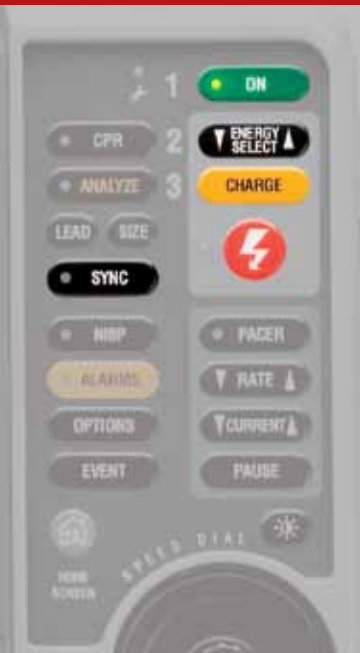 1 ON
CPR 2 ENERGY SELECT
ANALYZE 3 CHARGE
LEAD SIZE
SYNC
NIBP PACER
ALARMS RATE
OPTIONS CURRENT
EVENT PAUSE
HOME SCREEN
SPEED DIAL